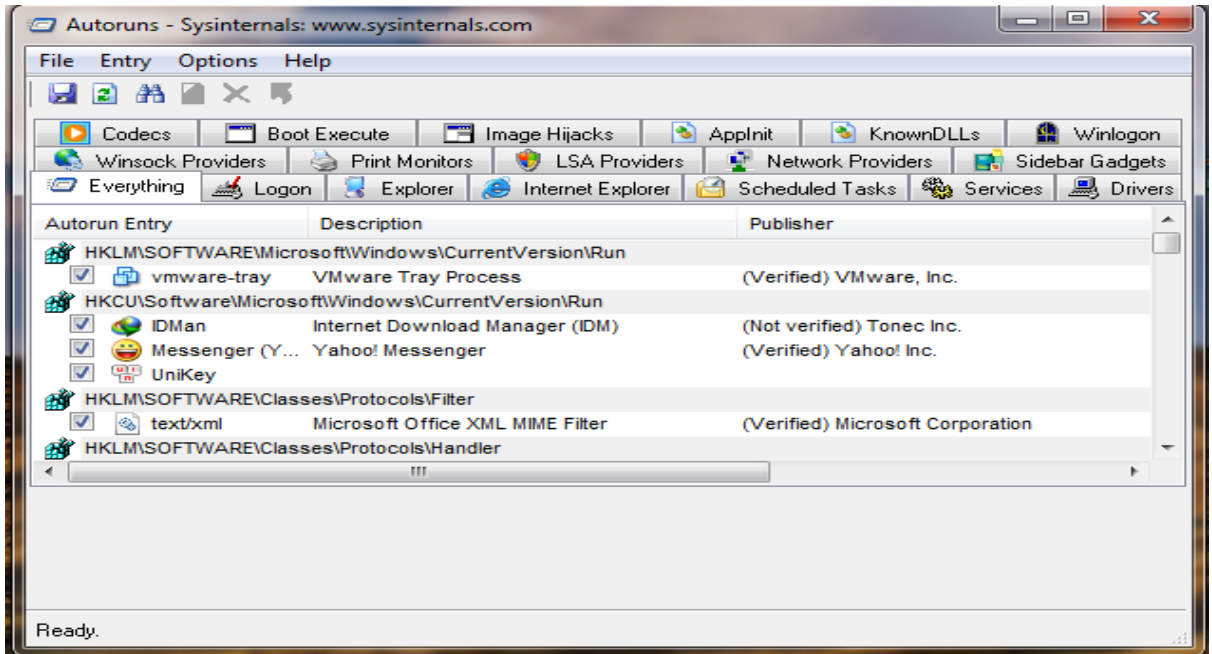 Autoruns - Sysinternals: www.sysinternals.com
File Entry Options Help
Codecs Boot Execute Image Hijacks AppInit KnownDLLs Winlogon
Winsock Providers Print Monitors LSA Providers Network Providers Sidebar Gadgets
Everything Logon Explorer Internet Explorer Scheduled Tasks Services Drivers
Autorun Entry Description Publisher
HKLM\SOFTWARE\Microsoft\Windows\CurrentVersion\Run
vmware-tray VMware Tray Process (Verified) VMware, Inc.
HKCU\Software\Microsoft\Windows\CurrentVersion\Run
IDMan Internet Download Manager (IDM) (Not verified) Tonec Inc.
Messenger (Y... Yahoo! Messenger (Verified) Yahoo! Inc.
UniKey
HKLM\SOFTWARE\Classes\Protocols\Filter
text/xml Microsoft Office XML MIME Filter (Verified) Microsoft Corporation
HKLM\SOFTWARE\Classes\Protocols\Handler
Ready.